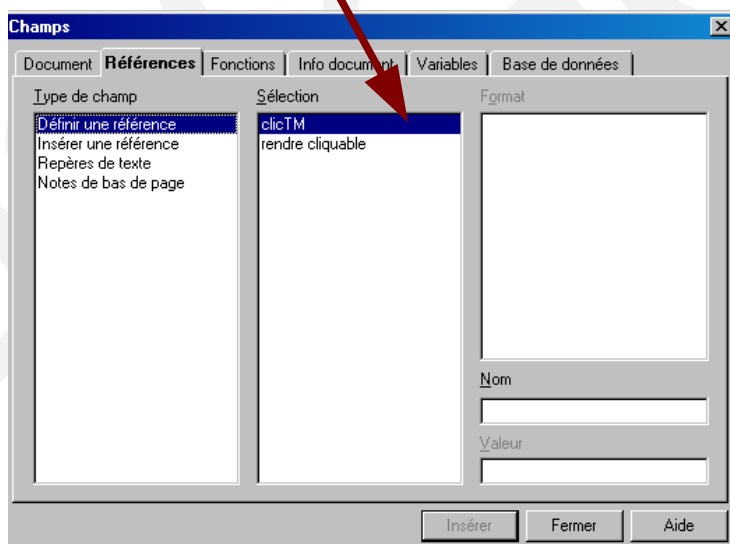 Champs
Document Références Fonctions Info document Variables Base de données
Type de champ Sélection Format
Définir une référence clicTM
Insérer une référence rendre cliquable
Repères de texte
Notes de bas de page
Nom
Valeur
Insérer Fermer Aide